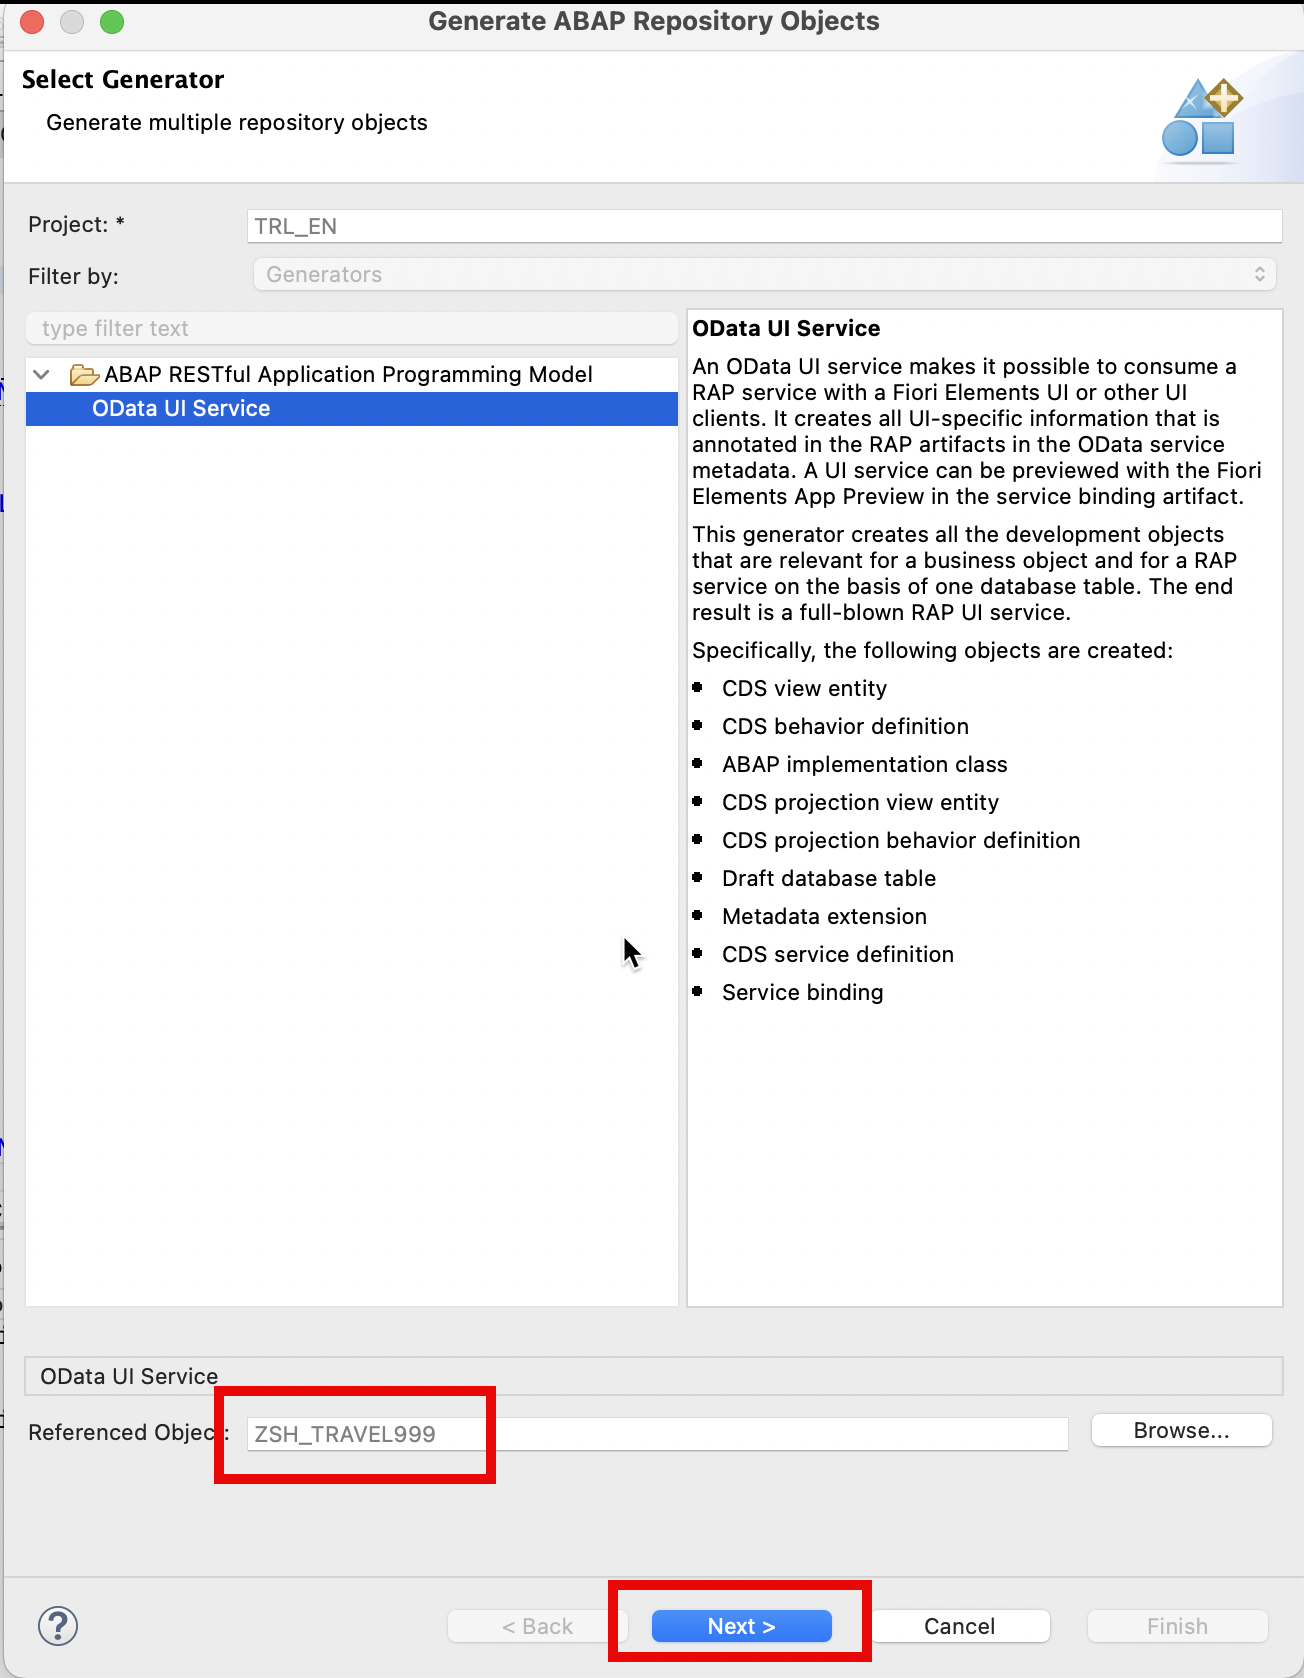 Generate ABAP Repository Objects
Select Generator
Generate multiple repository objects
Project: *
TRL_EN
Filter by:
Generators
type filter text
ABAP RESTful Application Programming Model
OData UI Service
OData UI Service
An OData UI service makes it possible to consume a
RAP service with a Fiori Elements UI or other UI
clients. It creates all UI-specific information that is
annotated in the RAP artifacts in the OData service
metadata. A UI service can be previewed with the Fiori
Elements App Preview in the service binding artifact.
This generator creates all the development objects
that are relevant for a business object and for a RAP
service on the basis of one database table. The end
result is a full-blown RAP UI service.
Specifically, the following objects are created:
CDS view entity
CDS behavior definition
ABAP implementation class
CDS projection view entity
CDS projection behavior definition
Draft database table
Metadata extension
CDS service definition
Service binding
OData UI Service
Referenced Object:
ZSH_TRAVEL999
Browse...
?
< Back
Next >
Cancel
Finish